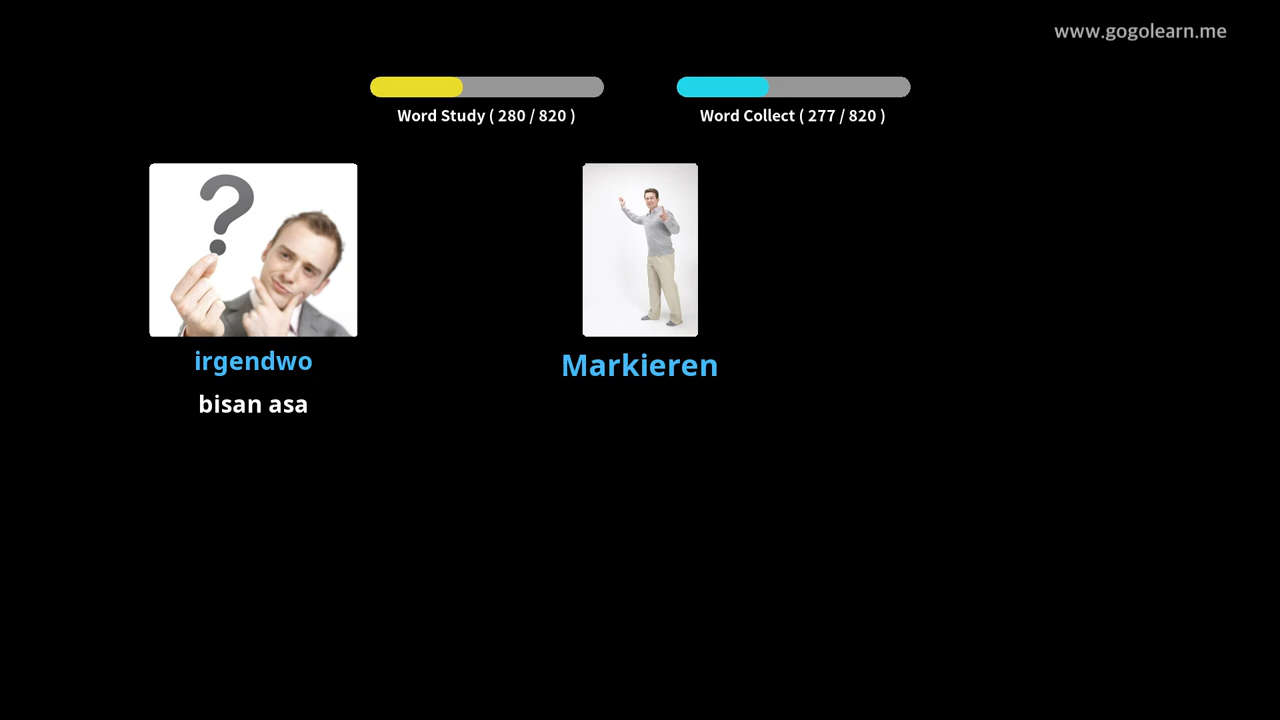 www.gogolearn.me
Word Study ( 280 / 820 )
Word Collect ( 277 / 820 )
irgendwo
bisan asa
Markieren